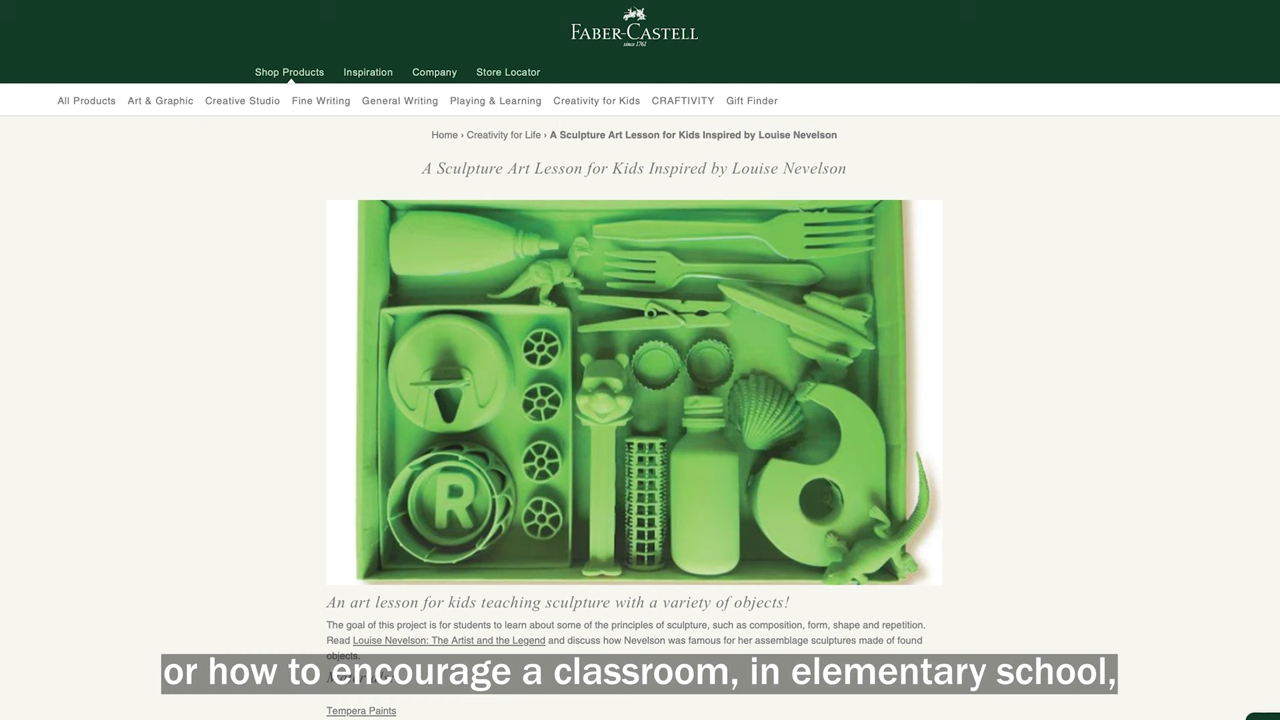 FABER-CASTELL
since 1761
Shop Products Inspiration Company Store Locator
All Products Art & Graphic Creative Studio Fine Writing General Writing Playing & Learning Creativity for Kids CRAFTIVITY Gift Finder
Home › Creativity for Life › A Sculpture Art Lesson for Kids Inspired by Louise Nevelson
A Sculpture Art Lesson for Kids Inspired by Louise Nevelson
R
An art lesson for kids teaching sculpture with a variety of objects!
The goal of this project is for students to learn about some of the principles of sculpture, such as composition, form, shape and repetition.
Read Louise Nevelson: The Artist and the Legend and discuss how Nevelson was famous for her assemblage sculptures made of found
objects.
or how to encourage a classroom, in elementary school,
Tempera Paints